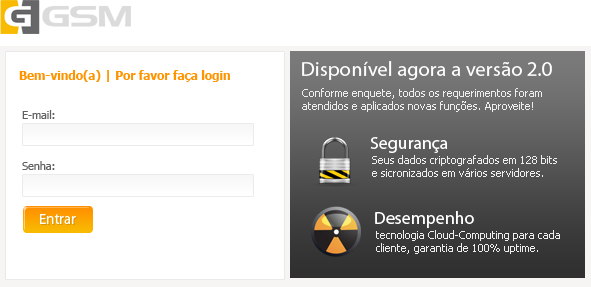 GSM
Bem-vindo(a) | Por favor faça login
E-mail:
Senha:
Entrar
Disponível agora a versão 2.0
Conforme enquete, todos os requerimentos foram
atendidos e aplicados novas funções. Aproveite!
Segurança
Seus dados criptografados em 128 bits
e sicronizados em vários servidores.
Desempenho
tecnologia Cloud-Computing para cada
cliente, garantia de 100% uptime.